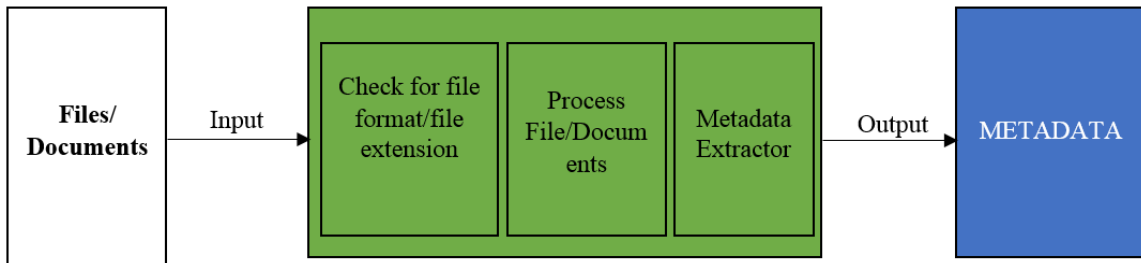 Files/
Documents
Input
Check for file
format/file
extension
Process
File/Docum
ents
Metadata
Extractor
Output
METADATA